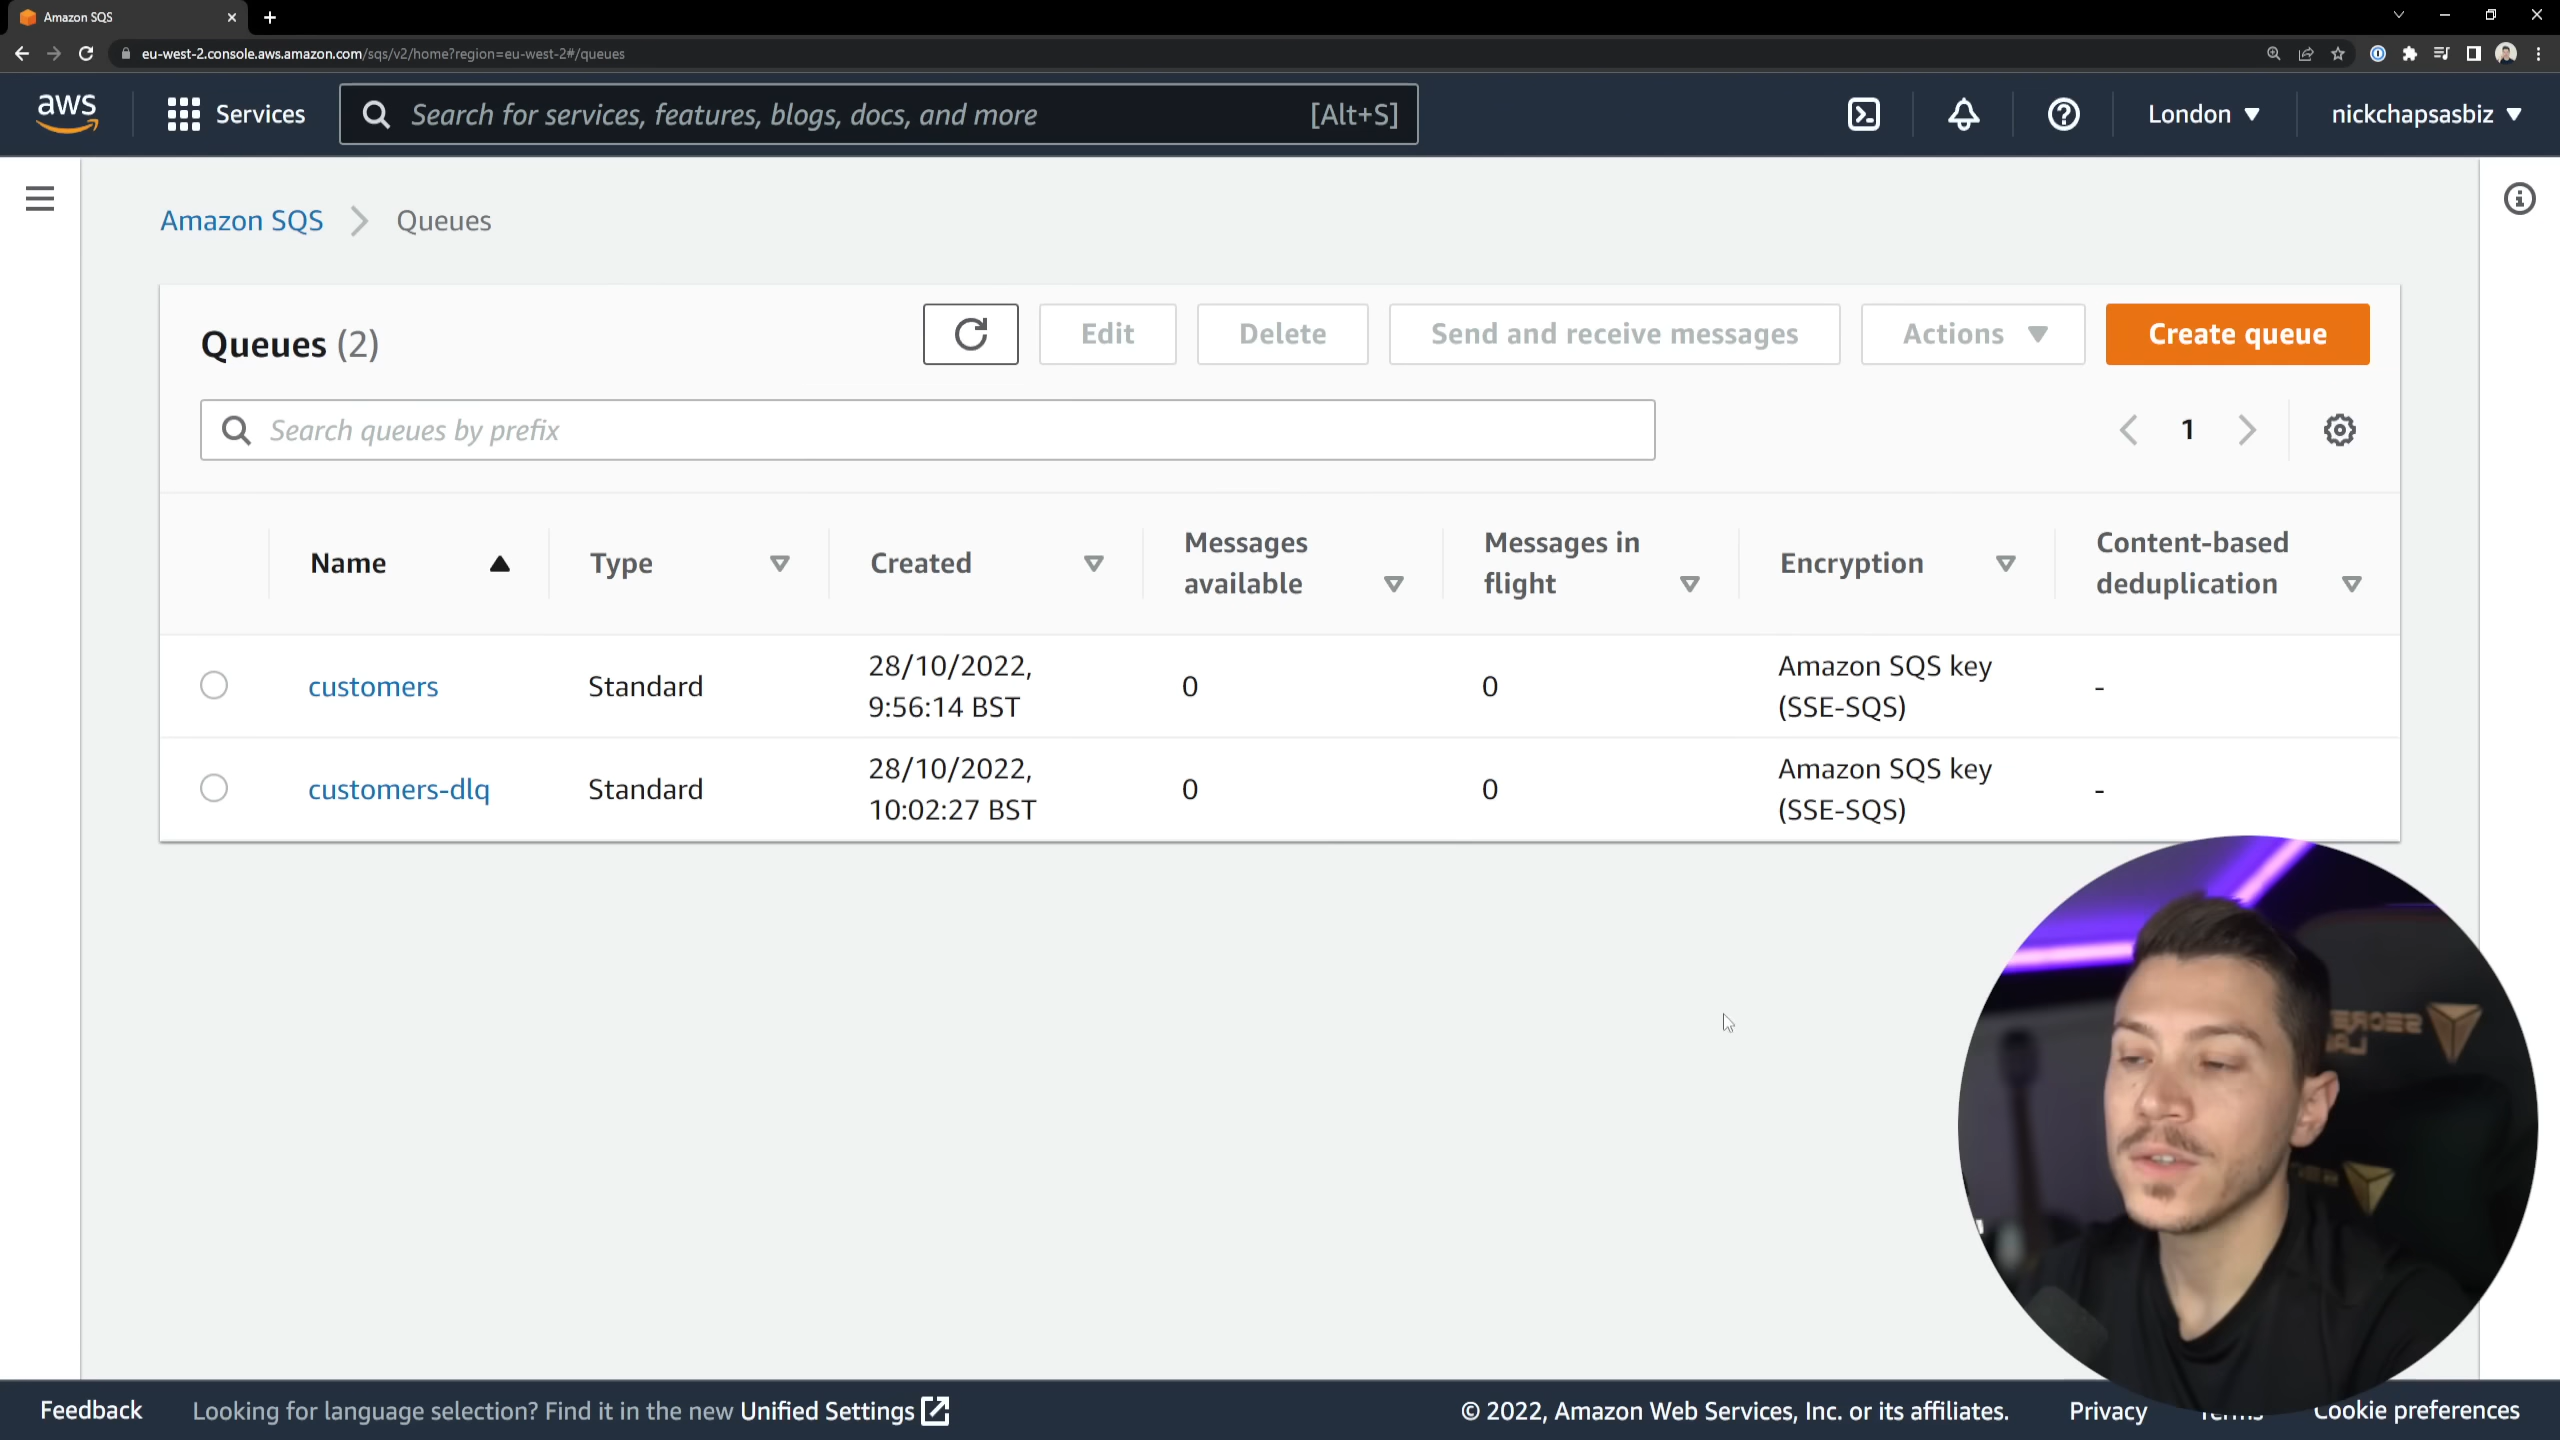 Amazon SQS
eu-west-2.console.aws.amazon.com/sqs/v2/home?region=eu-west-2#/queues
aws
Services
Search for services, features, blogs, docs, and more
[Alt+S]
London
nickchapsasbiz
Amazon SQS
Queues
Queues (2)
Edit
Delete
Send and receive messages
Actions
Create queue
Search queues by prefix
1
Name
Type
Created
Messages
available
Messages in
flight
Encryption
Content-based
deduplication
customers
Standard
28/10/2022,
9:56:14 BST
0
0
Amazon SQS key
(SSE-SQS)
-
customers-dlq
Standard
28/10/2022,
10:02:27 BST
0
0
Amazon SQS key
(SSE-SQS)
-
Feedback
Looking for language selection? Find it in the new Unified Settings
© 2022, Amazon Web Services, Inc. or its affiliates.
Privacy
Terms
Cookie preferences